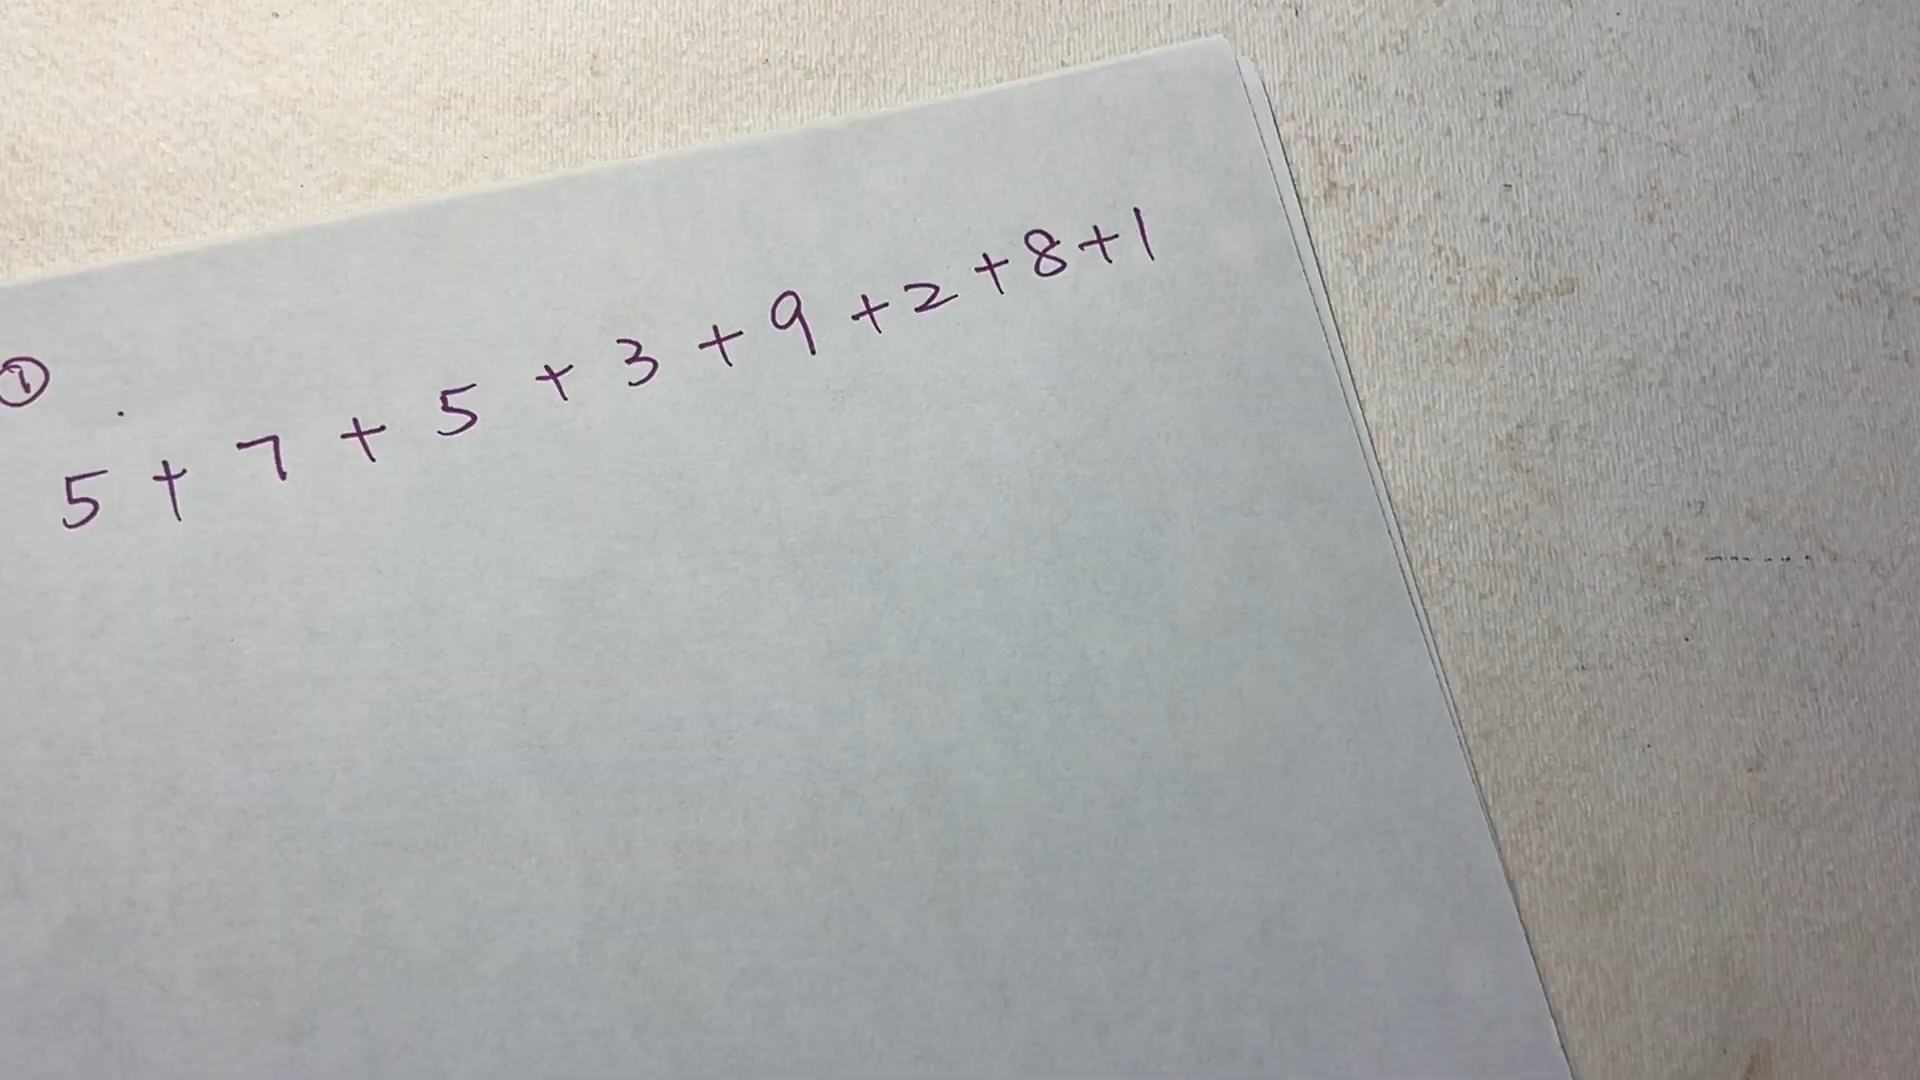 ①
5 + 7 + 5 + 3 + 9 + 2 + 8 + 1